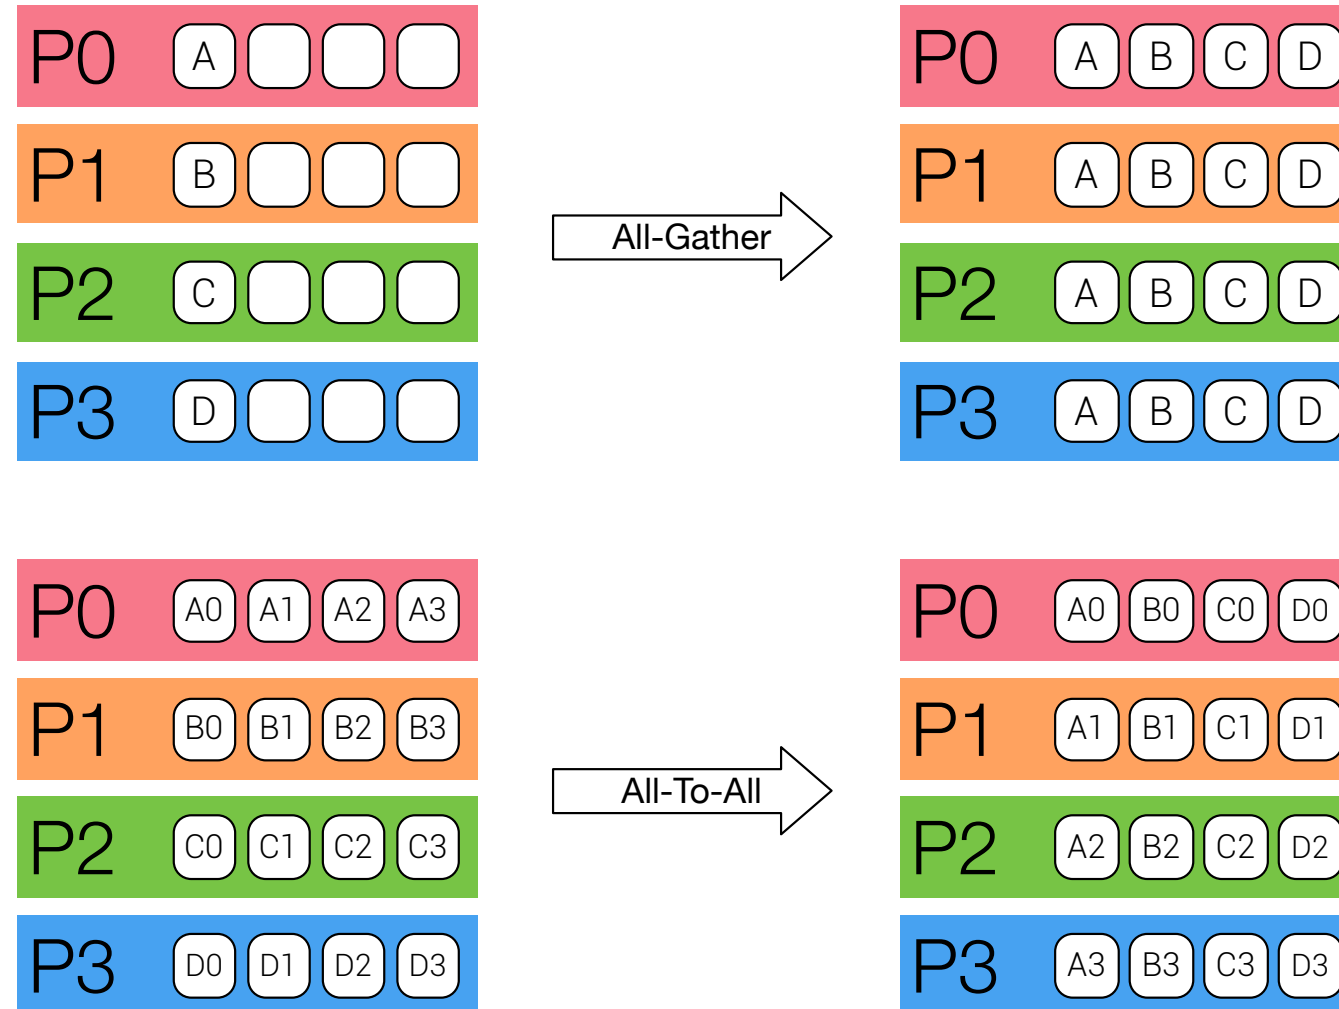 P0 A P0 A B C D
P1 B P1 A B C D
All-Gather
P2 C P2 A B C D
P3 D P3 A B C D
P0 A0 A1 A2 A3 P0 A0 B0 C0 D0
P1 B0 B1 B2 B3 P1 A1 B1 C1 D1
All-To-All
P2 C0 C1 C2 C3 P2 A2 B2 C2 D2
P3 D0 D1 D2 D3 P3 A3 B3 C3 D3